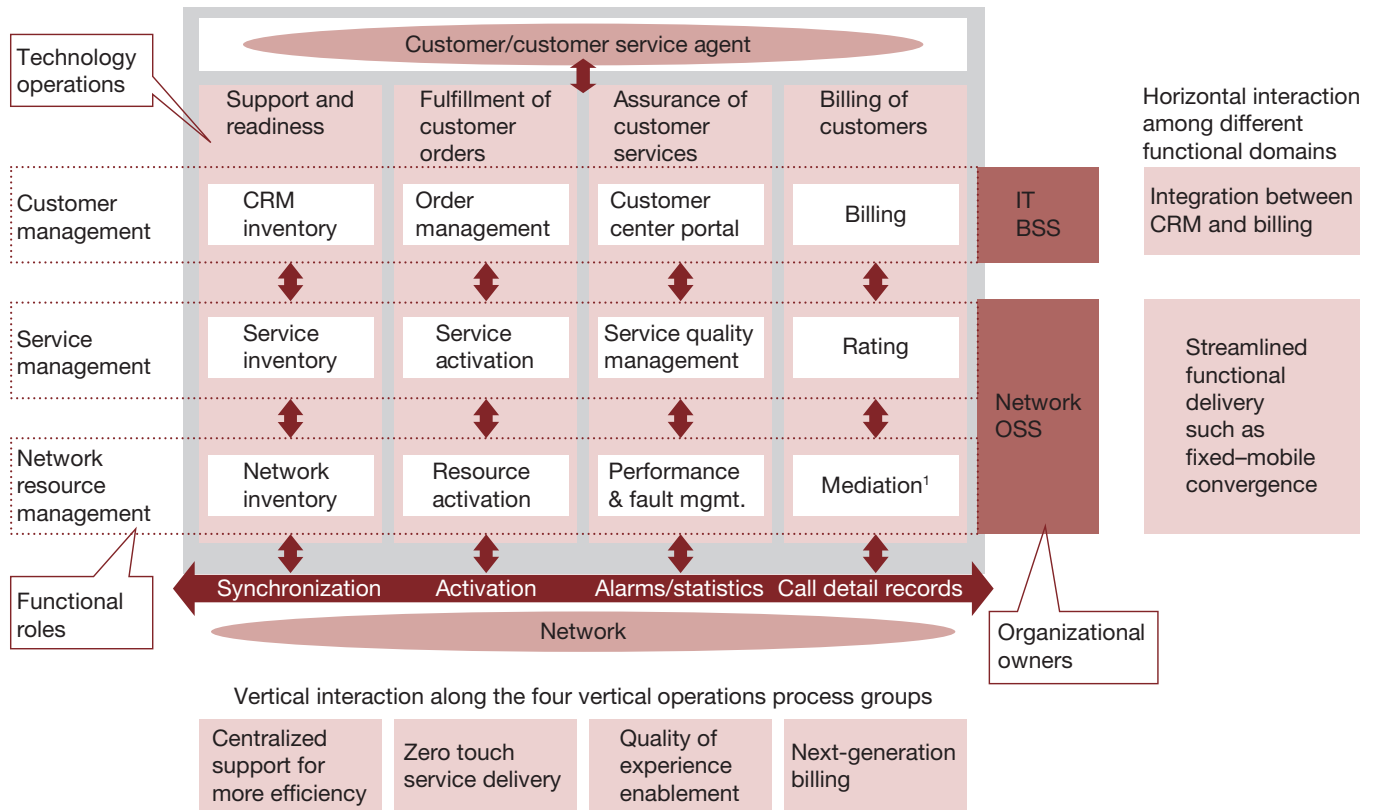 Customer/customer service agent
Technology
operations
Support and
readiness
Fulfillment of
customer
orders
Assurance of
customer
services
Billing of
customers
Horizontal interaction
among different
functional domains
Customer
management
CRM
inventory
Order
management
Customer
center portal
Billing
IT
BSS
Integration between
CRM and billing
Service
management
Service
inventory
Service
activation
Service quality
management
Rating
Network
OSS
Streamlined
functional
delivery
such as
fixed–mobile
convergence
Network
resource
management
Network
inventory
Resource
activation
Performance
& fault mgmt.
Mediation¹
Functional
roles
Synchronization
Activation
Alarms/statistics
Call detail records
Network
Organizational
owners
Vertical interaction along the four vertical operations process groups
Centralized
support for
more efficiency
Zero touch
service delivery
Quality of
experience
enablement
Next-generation
billing